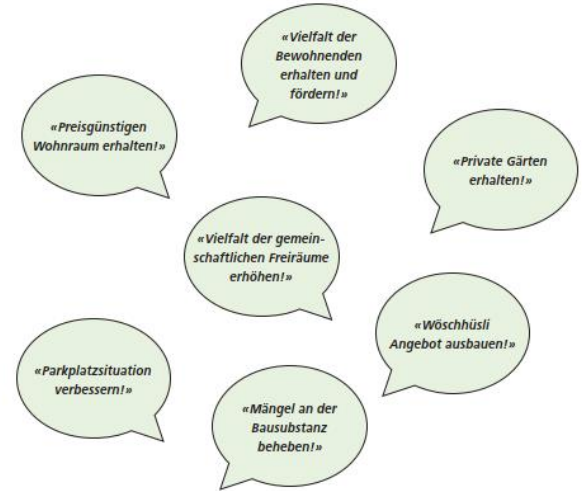 «Vielfalt der
Bewohnenden
erhalten und
fördern!»
«Preisgünstigen
Wohnraum erhalten!»
«Private Gärten
erhalten!»
«Vielfalt der gemein-
schaftlichen Freiräume
erhöhen!»
«Wöschhüsli
Angebot ausbauen!»
«Parkplatzsituation
verbessern!»
«Mängel an der
Bausubstanz
beheben!»